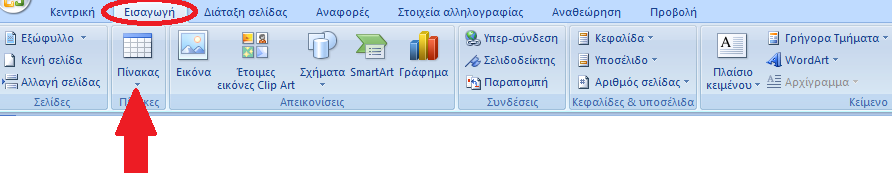 Κεντρική Εισαγωγή Διάταξη σελίδας Αναφορές Στοιχεία αλληλογραφίας Αναθεώρηση Προβολή
Εξώφυλλο
Κενή σελίδα
Αλλαγή σελίδας
Σελίδες
Πίνακας
Πίνακες
Εικόνα
Έτοιμες
εικόνες Clip Art
Σχήματα
SmartArt
Γράφημα
Απεικονίσεις
Υπερ-σύνδεση
Σελιδοδείκτης
Παραπομπή
Συνδέσεις
Κεφαλίδα
Υποσέλιδο
Αριθμός σελίδας
Κεφαλίδες & υποσέλιδα
Πλαίσιο
κειμένου
Γρήγορα Τμήματα
WordArt
Αρχίγραμμα
Κείμενο